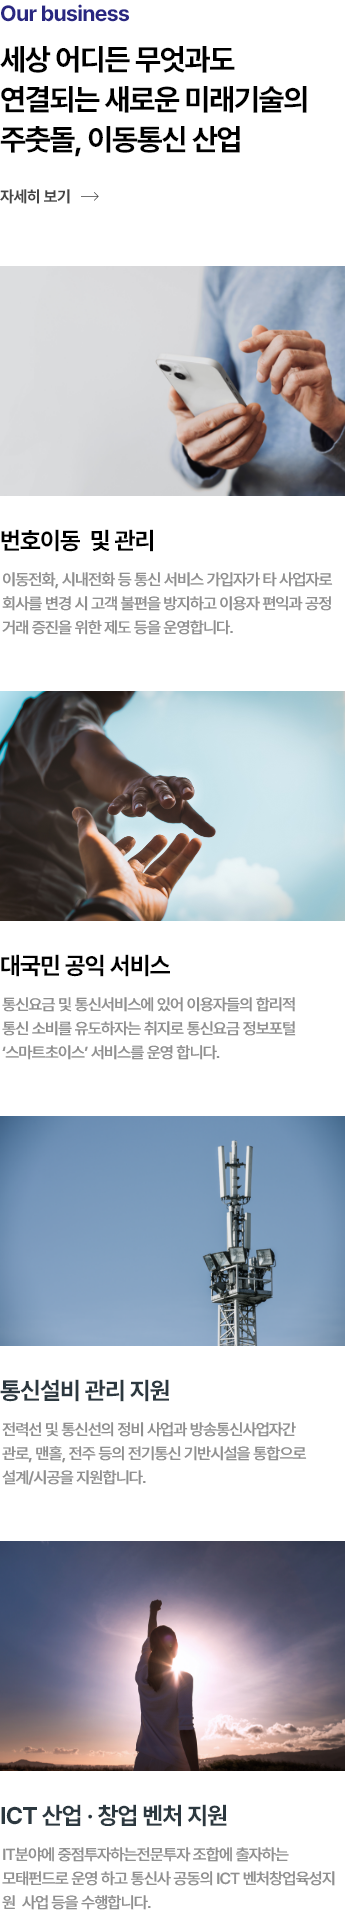 Our business
세상 어디든 무엇과도
연결되는 새로운 미래기술의
주춧돌, 이동통신 산업
자세히 보기
번호이동 및 관리
이동전화, 시내전화 등 통신 서비스 가입자가 타 사업자로
회사를 변경 시 고객 불편을 방지하고 이용자 편익과 공정
거래 증진을 위한 제도 등을 운영합니다.
대국민 공익 서비스
통신요금 및 통신서비스에 있어 이용자들의 합리적
통신 소비를 유도하자는 취지로 통신요금 정보포털
‘스마트초이스’ 서비스를 운영 합니다.
통신설비 관리 지원
전력선 및 통신선의 정비 사업과 방송통신사업자간
관로, 맨홀, 전주 등의 전기통신 기반시설을 통합으로
설계/시공을 지원합니다.
ICT 산업 · 창업 벤처 지원
IT분야에 중점투자하는전문투자 조합에 출자하는
모태펀드로 운영 하고 통신사 공동의 ICT 벤처창업육성지
원 사업 등을 수행합니다.